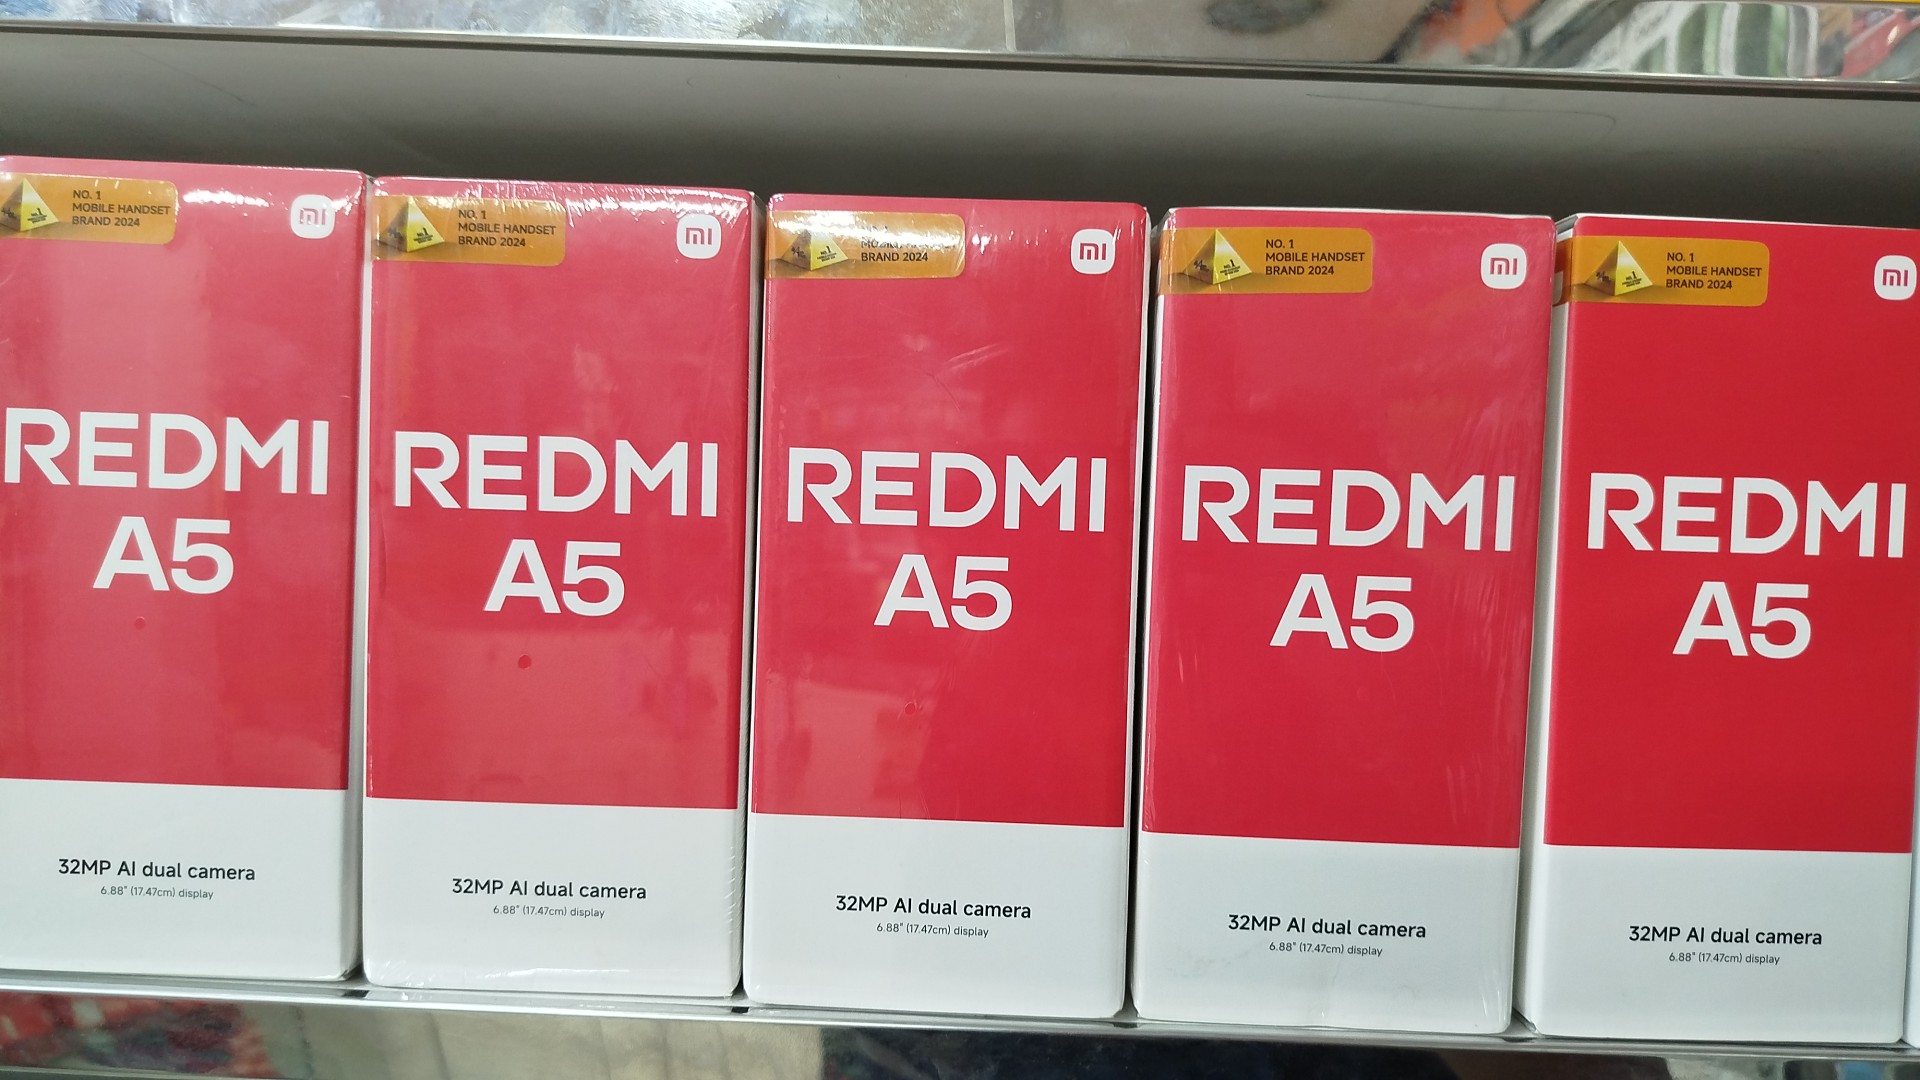 NO. 1
MOBILE HANDSET
BRAND 2024
mi
REDMI
A5
32MP AI dual camera
6.88" (17.47cm) display
NO. 1
MOBILE HANDSET
BRAND 2024
mi
REDMI
A5
32MP AI dual camera
6.88" (17.47cm) display
BRAND 2024
mi
REDMI
A5
32MP AI dual camera
6.88" (17.47cm) display
NO. 1
MOBILE HANDSET
BRAND 2024
mi
REDMI
A5
32MP AI dual camera
6.88" (17.47cm) display
NO. 1
MOBILE HANDSET
BRAND 2024
mi
REDMI
A5
32MP AI dual camera
6.88" (17.47cm) display